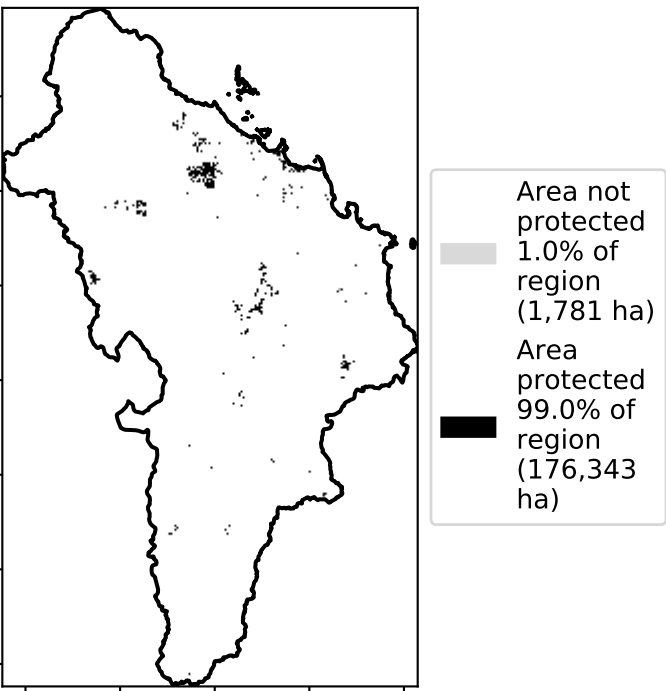 Area not
protected
1.0% of
region
(1,781 ha)
Area
protected
99.0% of
region
(176,343
ha)